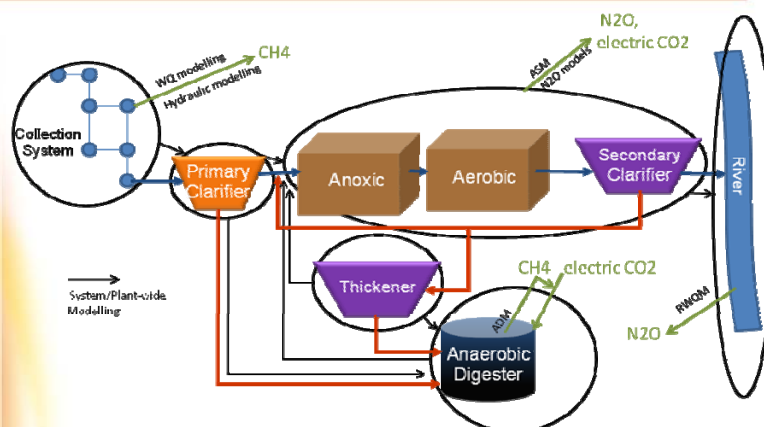 N2O,
electric CO2
CH4
WQ modelling
Hydraulic modelling
ASM
N2O models
Collection
System
Primary
Clarifier
Anoxic
Aerobic
Secondary
Clarifier
River
Thickener
CH4
electric CO2
System/Plant-wide
Modelling
ADM
RWQM
N2O
Anaerobic
Digester